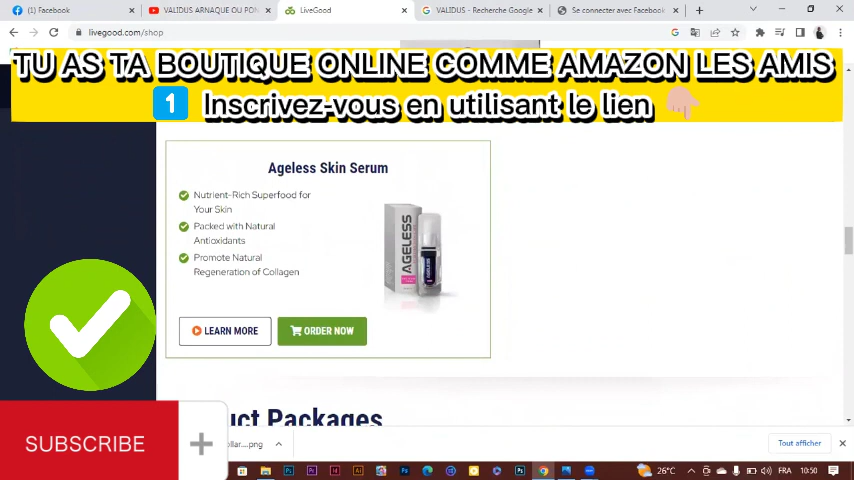 (1) Facebook
VALIDUS ARNAQUE OU PON
LiveGood
VALIDUS - Recherche Google
Se connecter avec Facebook
livegood.com/shop
TU AS TA BOUTIQUE ONLINE COMME AMAZON LES AMIS
1 Inscrivez-vous en utilisant le lien
Ageless Skin Serum
Nutrient-Rich Superfood for
Your Skin
Packed with Natural
Antioxidants
Promote Natural
Regeneration of Collagen
AGELESS
LEARN MORE
ORDER NOW
uct Packages
SUBSCRIBE
ollar....png
Tout afficher
26°C
FRA
10:50